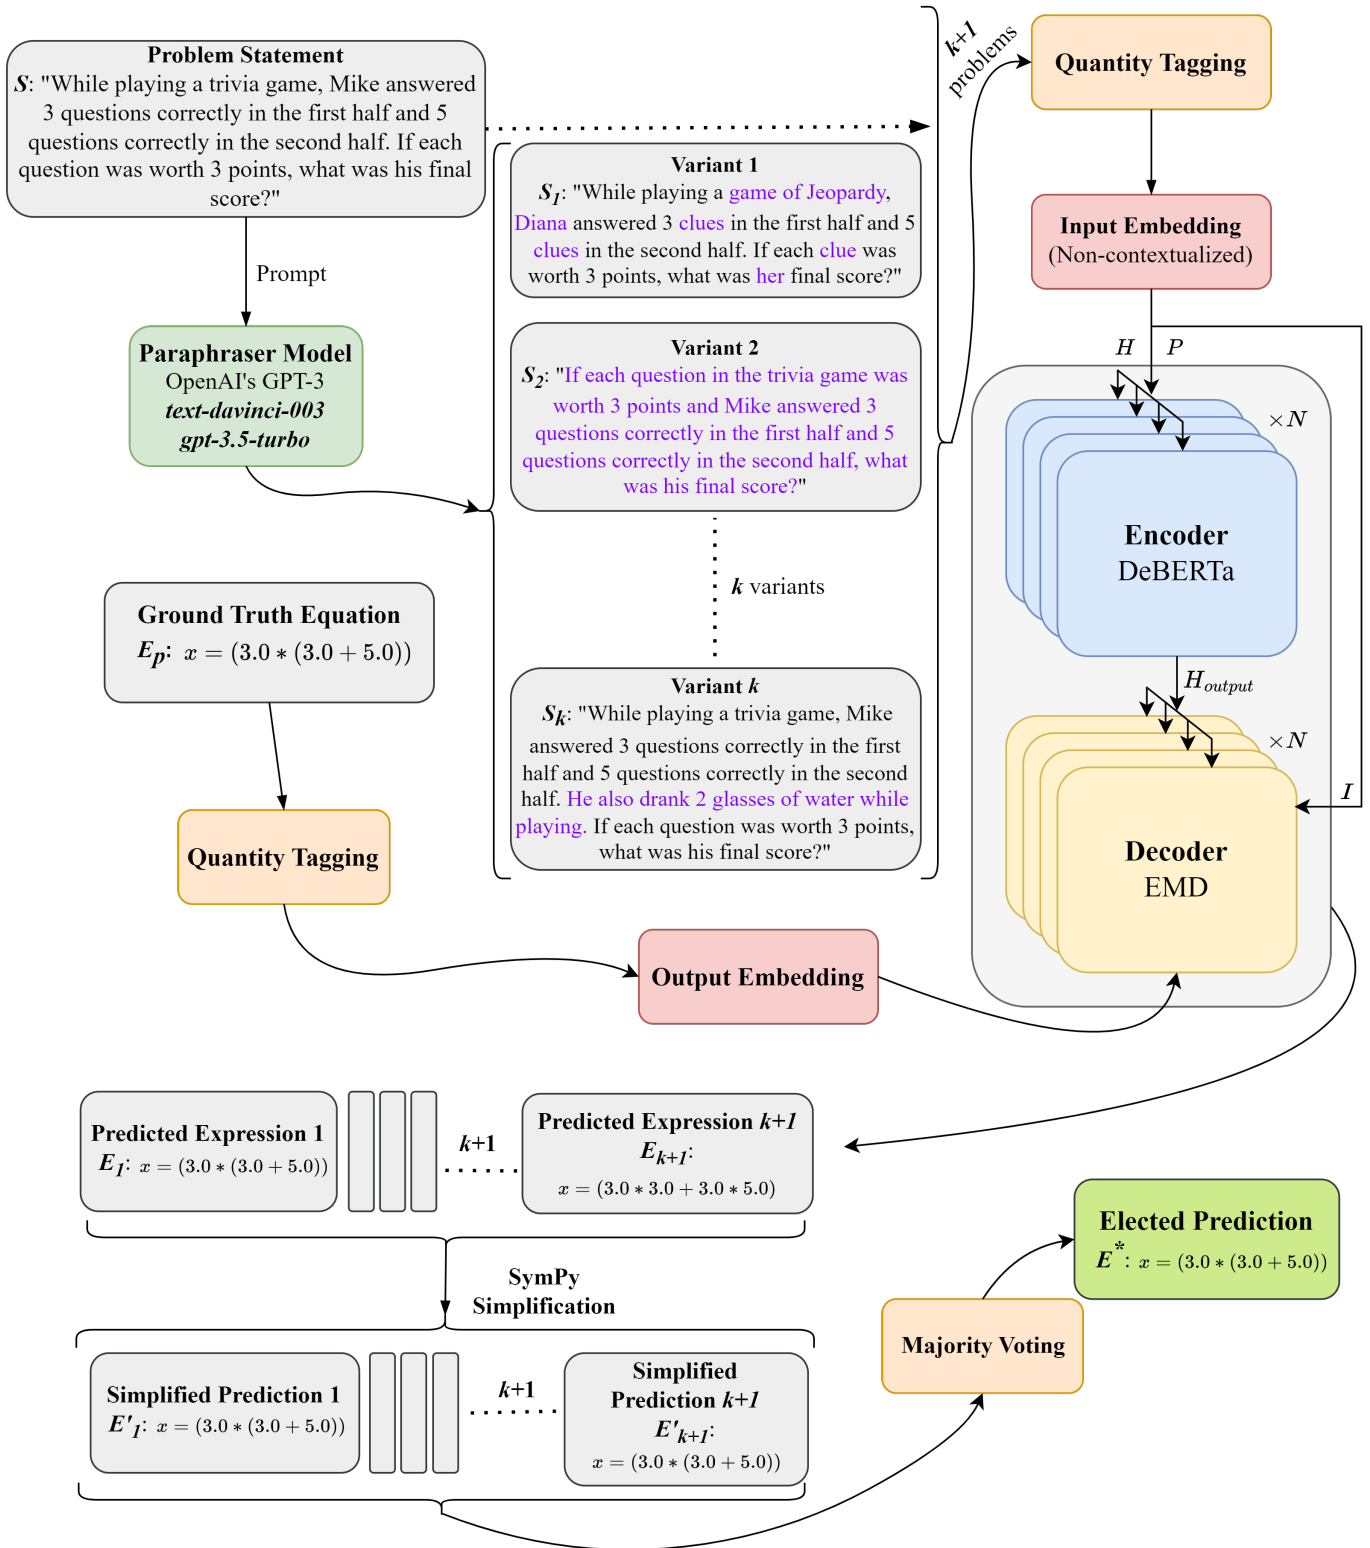 Problem Statement
S: "While playing a trivia game, Mike answered
3 questions correctly in the first half and 5
questions correctly in the second half. If each
question was worth 3 points, what was his final
score?"
Prompt
Paraphraser Model
OpenAI's GPT-3
text-davinci-003
gpt-3.5-turbo
Variant 1
S1: "While playing a game of Jeopardy,
Diana answered 3 clues in the first half and 5
clues in the second half. If each clue was
worth 3 points, what was her final score?"
Variant 2
S2: "If each question in the trivia game was
worth 3 points and Mike answered 3
questions correctly in the first half and 5
questions correctly in the second half, what
was his final score?"
k variants
Variant k
Sk: "While playing a trivia game, Mike
answered 3 questions correctly in the first
half and 5 questions correctly in the second
half. He also drank 2 glasses of water while
playing. If each question was worth 3 points,
what was his final score?"
k+1
problems
Quantity Tagging
Input Embedding
(Non-contextualized)
H P
×N
Encoder
DeBERTa
Houtput
×N
I
Decoder
EMD
Ground Truth Equation
Ep: x = (3.0 * (3.0 + 5.0))
Quantity Tagging
Output Embedding
Predicted Expression 1
E1: x = (3.0 * (3.0 + 5.0))
k+1
Predicted Expression k+1
Ek+1:
x = (3.0 * 3.0 + 3.0 * 5.0)
SymPy
Simplification
Simplified Prediction 1
E'1: x = (3.0 * (3.0 + 5.0))
k+1
Simplified
Prediction k+1
E'k+1:
x = (3.0 * (3.0 + 5.0))
Majority Voting
Elected Prediction
E*: x = (3.0 * (3.0 + 5.0))